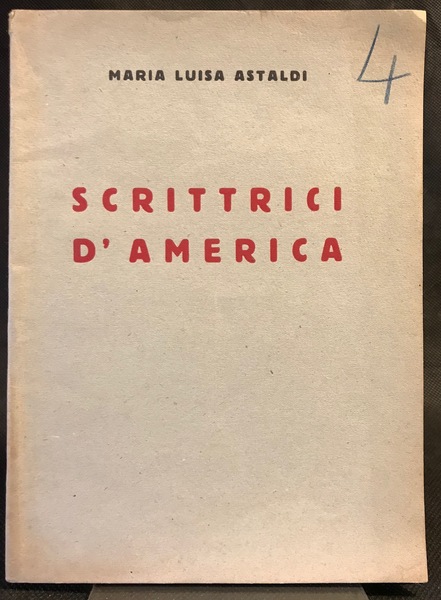 4
MARIA LUISA ASTALDI
SCRITTRICI
D'AMERICA